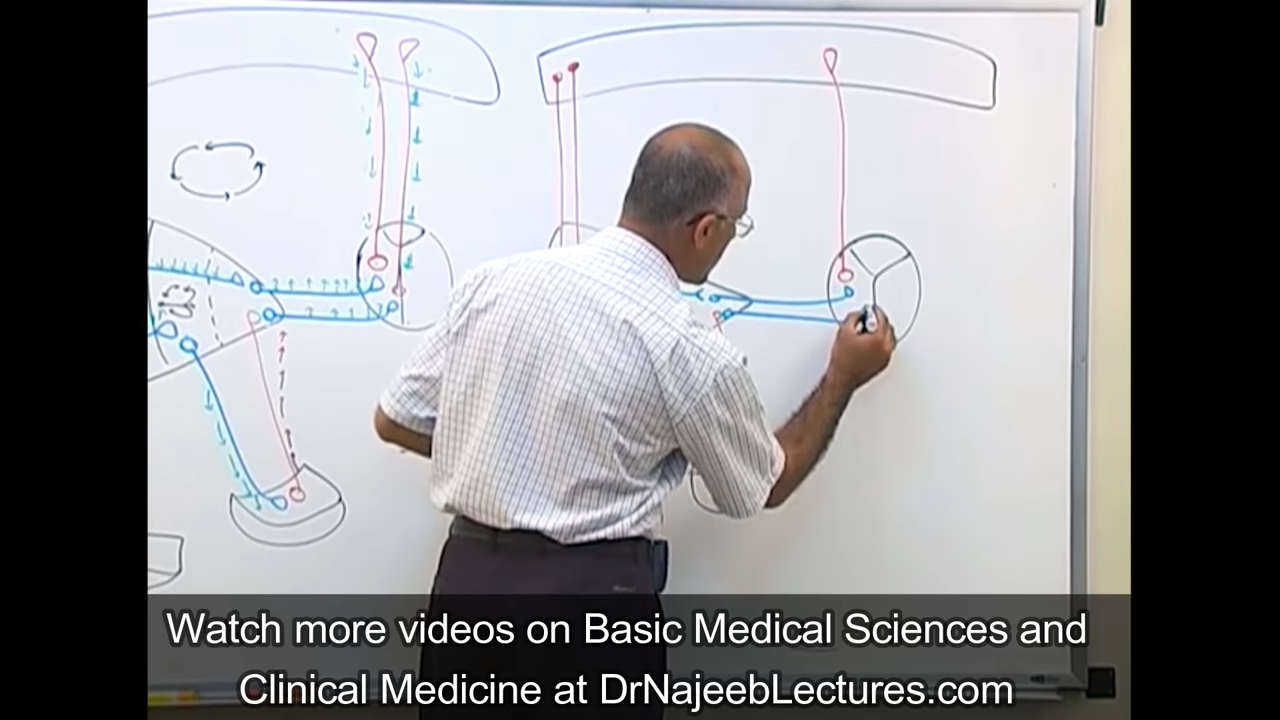 Watch more videos on Basic Medical Sciences and
Clinical Medicine at DrNajeebLectures.com